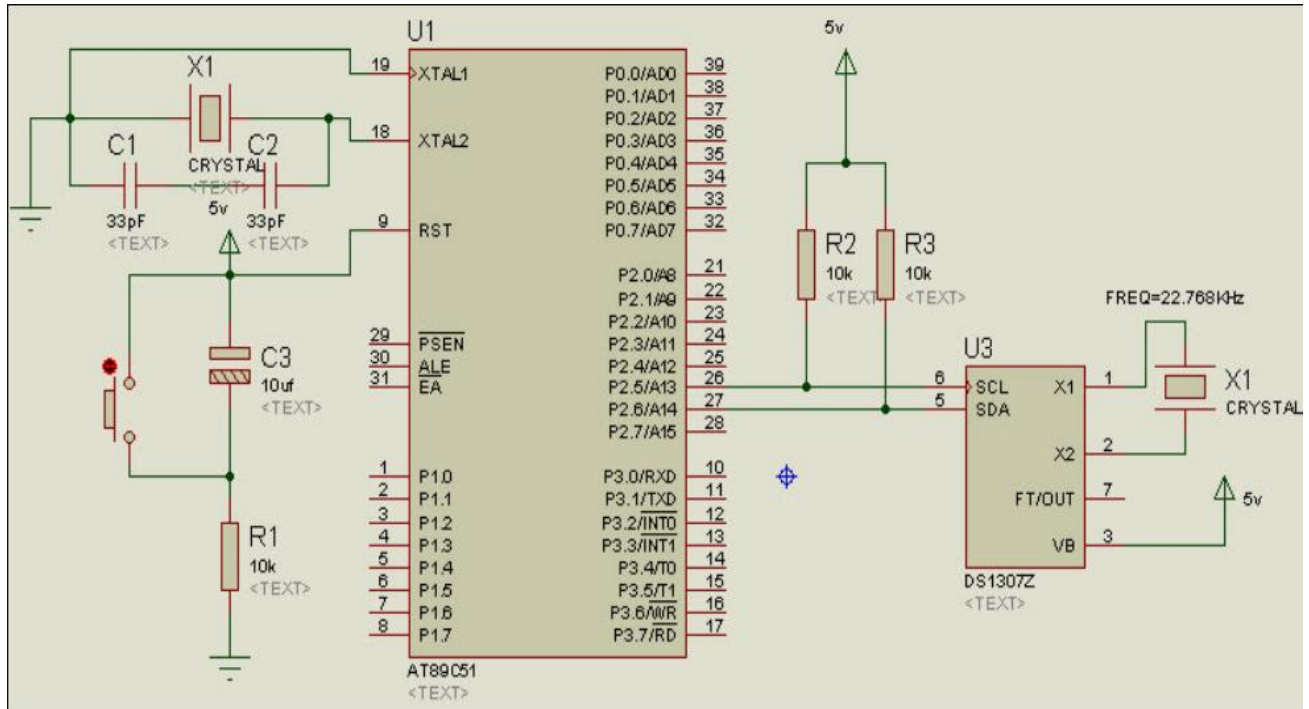 U1
5v
19
XTAL1
X1
18
XTAL2
C1
C2
CRYSTAL
<TEXT>
33pF
<TEXT>
33pF
<TEXT>
5v
9
RST
C3
10uf
<TEXT>
R1
10k
<TEXT>
29
PSEN
30
ALE
31
EA
1
P1.0
2
P1.1
3
P1.2
4
P1.3
5
P1.4
6
P1.5
7
P1.6
8
P1.7
P0.0/AD0
39
P0.1/AD1
38
P0.2/AD2
37
P0.3/AD3
36
P0.4/AD4
35
P0.5/AD5
34
P0.6/AD6
33
P0.7/AD7
32
P2.0/A8
21
P2.1/A9
22
P2.2/A10
23
P2.3/A11
24
P2.4/A12
25
P2.5/A13
26
P2.6/A14
27
P2.7/A15
28
P3.0/RXD
10
P3.1/TXD
11
P3.2/INT0
12
P3.3/INT1
13
P3.4/T0
14
P3.5/T1
15
P3.6/WR
16
P3.7/RD
17
AT89C51
<TEXT>
R2
10k
<TEXT>
R3
10k
<TEXT>
FREQ=22.768KHz
U3
6
SCL
5
SDA
X1
1
X2
2
FT/OUT
7
VB
3
DS1307Z
<TEXT>
X1
CRYSTAL
<TEXT>
5v